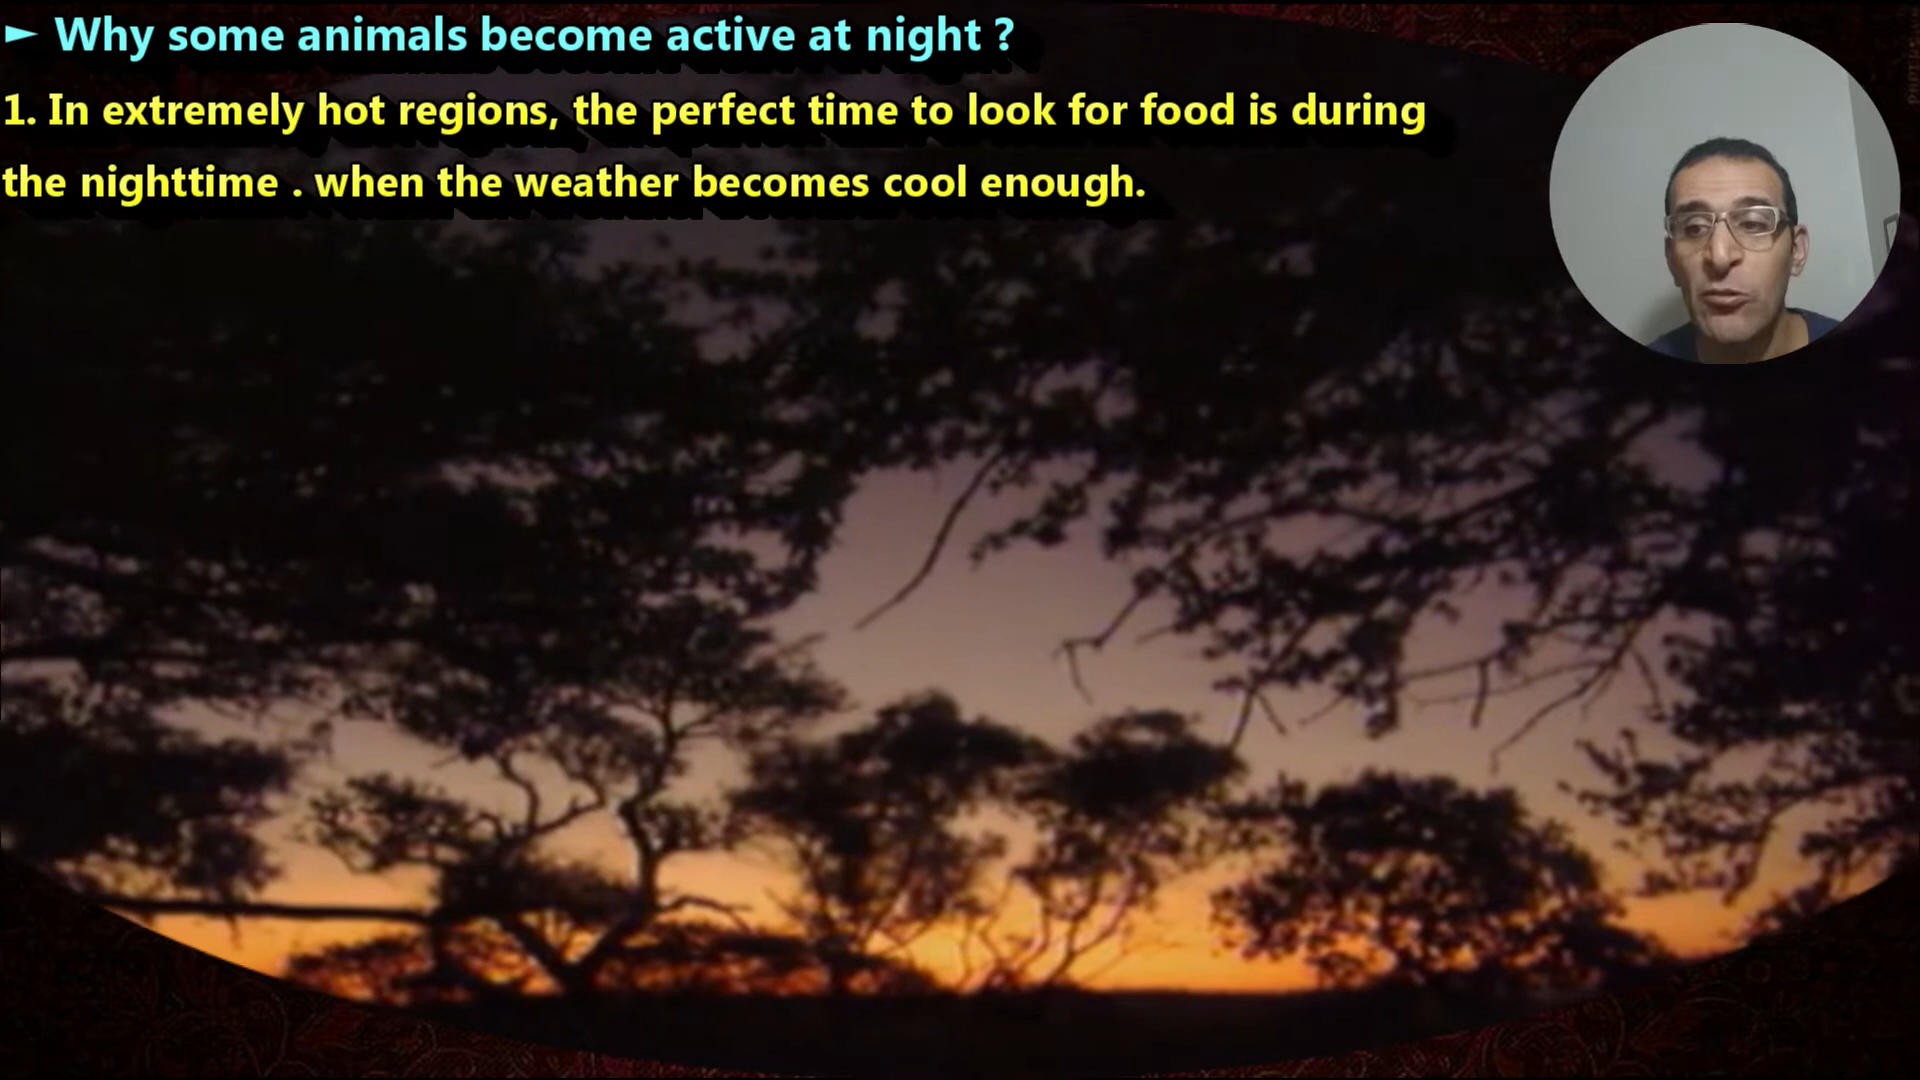 ► Why some animals become active at night ?
1. In extremely hot regions, the perfect time to look for food is during
the nighttime . when the weather becomes cool enough.